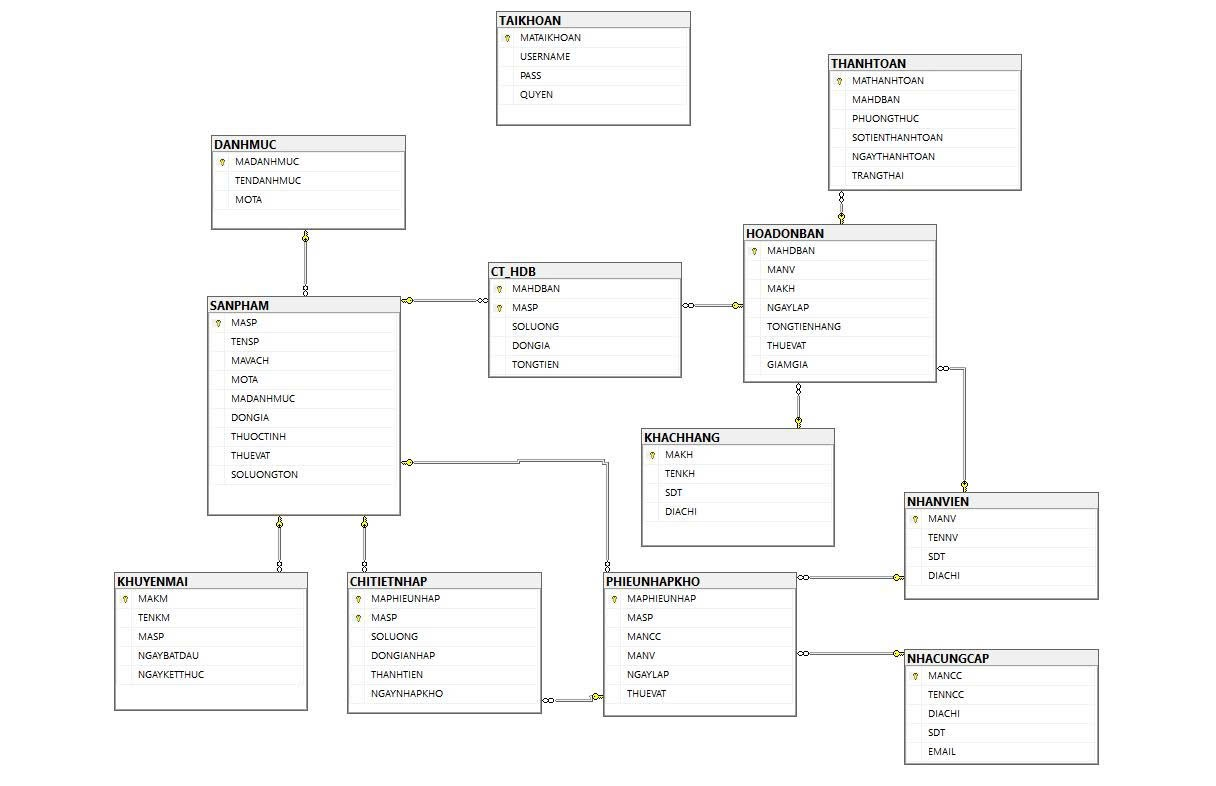 TAIKHOAN
MATAIKHOAN
USERNAME
PASS
QUYEN
THANHTOAN
MATHANHTOAN
MAHDBAN
PHUONGTHUC
SOTIENTHANHTOAN
NGAYTHANHTOAN
TRANGTHAI
DANHMUC
MADANHMUC
TENDANHMUC
MOTA
HOADONBAN
MAHDBAN
MANV
MAKH
NGAYLAP
TONGTIENHANG
THUEVAT
GIAMGIA
CT_HDB
MAHDBAN
MASP
SOLUONG
DONGIA
TONGTIEN
SANPHAM
MASP
TENSP
MAVACH
MOTA
MADANHMUC
DONGIA
THUOCTINH
THUEVAT
SOLUONGTON
KHACHHANG
MAKH
TENKH
SDT
DIACHI
NHANVIEN
MANV
TENNV
SDT
DIACHI
KHUYENMAI
MAKM
TENKM
MASP
NGAYBATDAU
NGAYKETTHUC
CHITIETNHAP
MAPHIEUNHAP
MASP
SOLUONG
DONGIANHAP
THANHTIEN
NGAYNHAPKHO
PHIEUNHAPKHO
MAPHIEUNHAP
MASP
MANCC
MANV
NGAYLAP
THUEVAT
NHACUNGCAP
MANCC
TENNCC
DIACHI
SDT
EMAIL